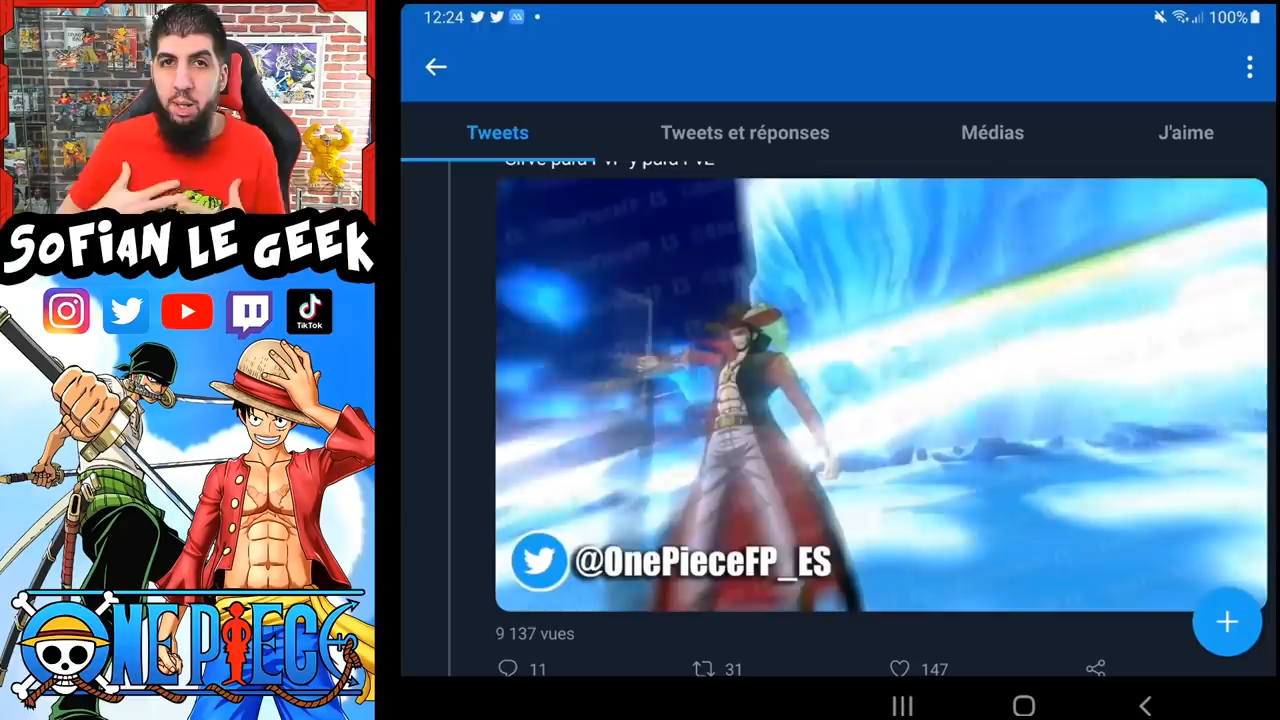 SOFiAN LE GEEK
TikTok
ONE PIECE
12:24
100%
Tweets
Tweets et réponses
Médias
J'aime
@OnePieceFP_ES
9 137 vues
11
31
147